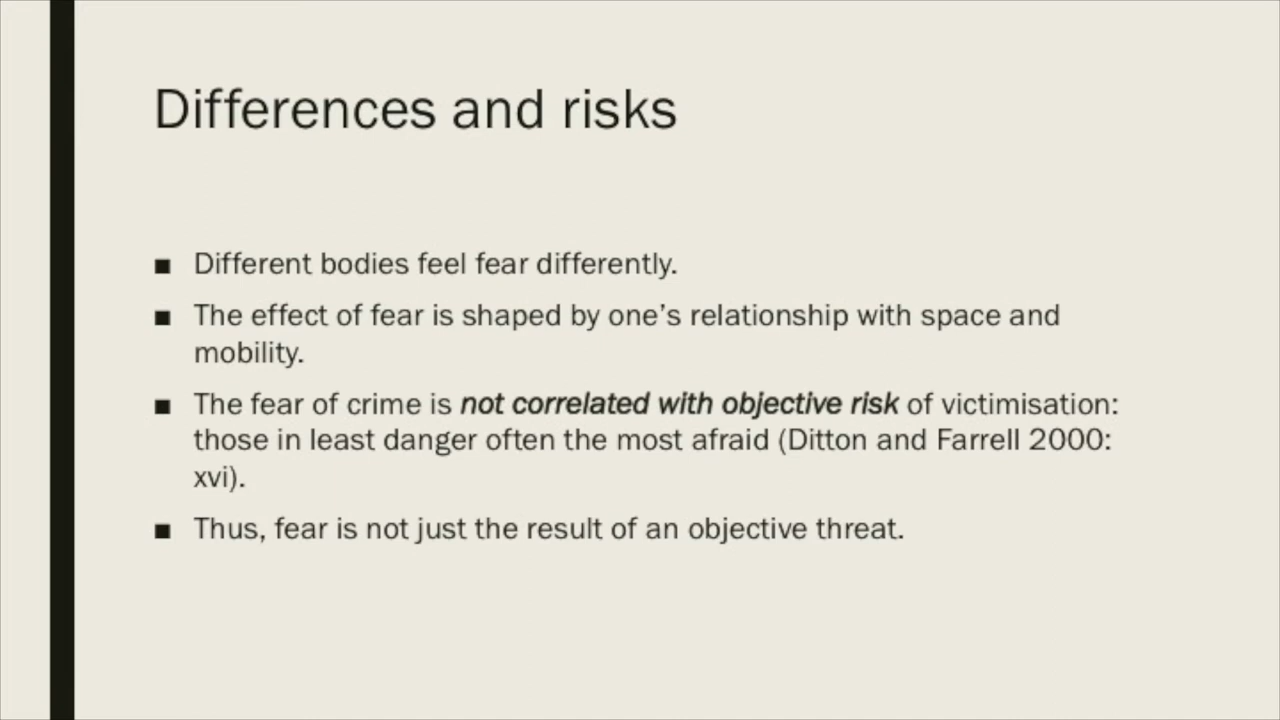 Differences and risks
■ Different bodies feel fear differently.
■ The effect of fear is shaped by one’s relationship with space and
mobility.
■ The fear of crime is not correlated with objective risk of victimisation:
those in least danger often the most afraid (Ditton and Farrell 2000:
xvi).
■ Thus, fear is not just the result of an objective threat.